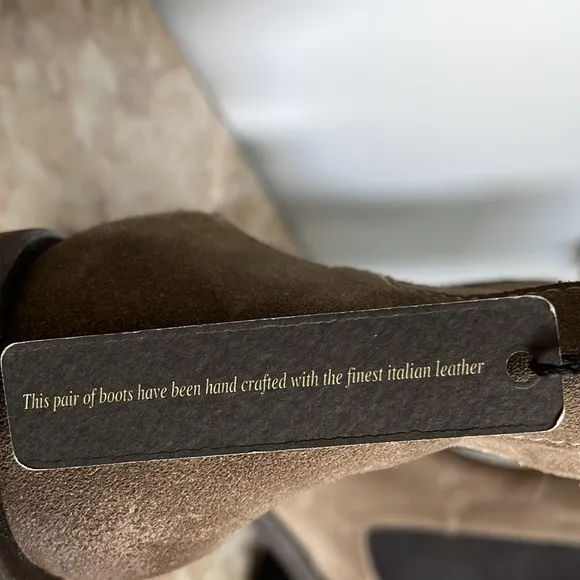 This pair of boots have been hand crafted with the finest italian leather